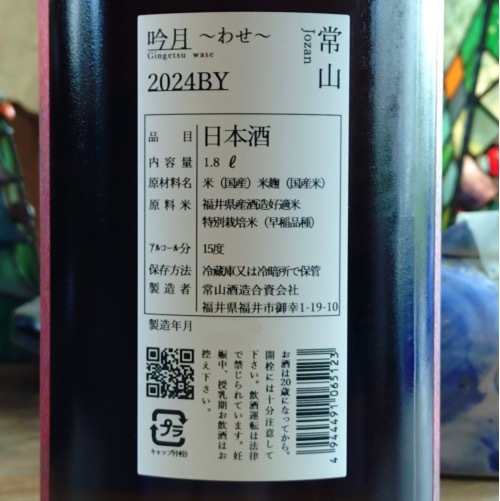 常山
Jozan
吟月 ～わせ～
Gingetsu wase
2024BY
品目 日本酒
内容量 1.8ℓ
原材料名 米（国産）米麹（国産米）
原料米 福井県産酒造好適米
特別栽培米（早稲品種）
アルコール分 15度
保存方法 冷蔵庫又は冷暗所で保管
製造者 常山酒造合資会社
福井県福井市御幸1-19-10
製造年月
お酒は20歳になってから。
開栓には十分注意して
下さい。飲酒運転は法律
で禁じられています。妊
娠中、授乳期お飲酒はお
控え下さい。
プラ